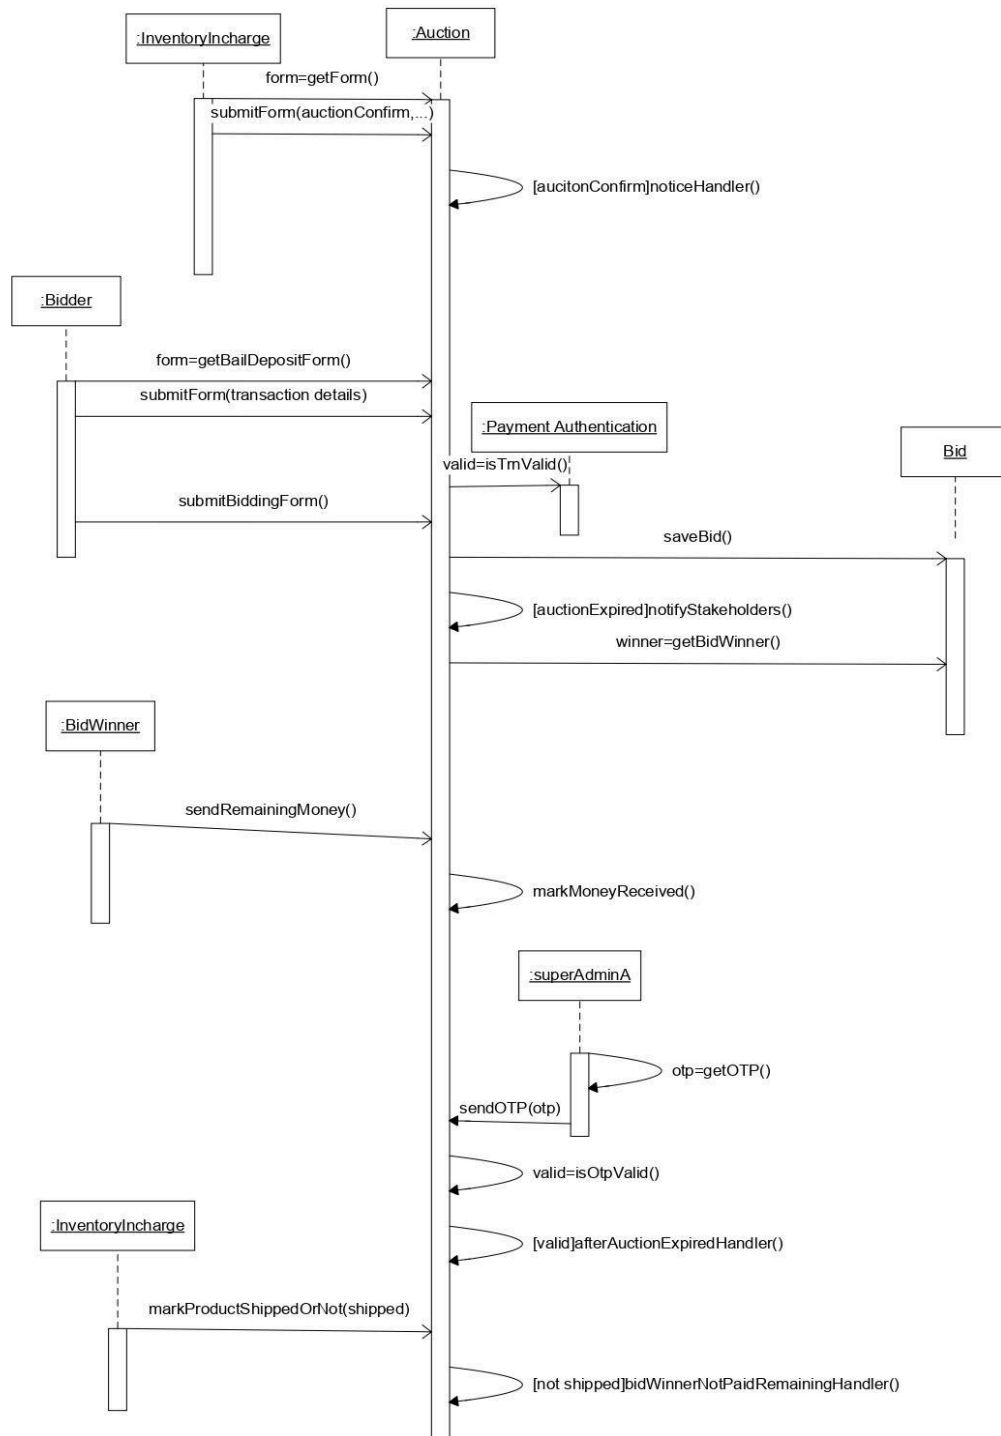 :Auction
:InventoryIncharge
form=getForm()
submitForm(auctionConfirm,...)
[aucitonConfirm]noticeHandler()
:Bidder
form=getBailDepositForm()
submitForm(transaction details)
:Payment Authentication
Bid
valid=isTrnValid()
submitBiddingForm()
saveBid()
[auctionExpired]notifyStakeholders()
winner=getBidWinner()
:BidWinner
sendRemainingMoney()
markMoneyReceived()
:superAdminA
otp=getOTP()
sendOTP(otp)
valid=isOtpValid()
:InventoryIncharge
[valid]afterAuctionExpiredHandler()
markProductShippedOrNot(shipped)
[not shipped]bidWinnerNotPaidRemainingHandler()